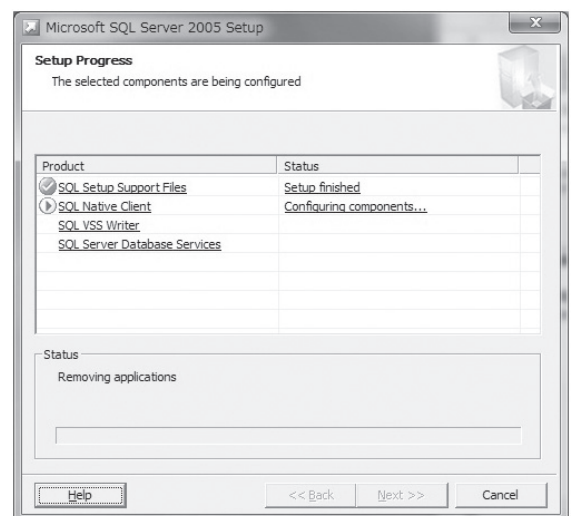 Microsoft SQL Server 2005 Setup
Setup Progress
The selected components are being configured
Product Status
SQL Setup Support Files Setup finished
SQL Native Client Configuring components...
SQL VSS Writer
SQL Server Database Services
Status
Removing applications
Help << Back Next >> Cancel